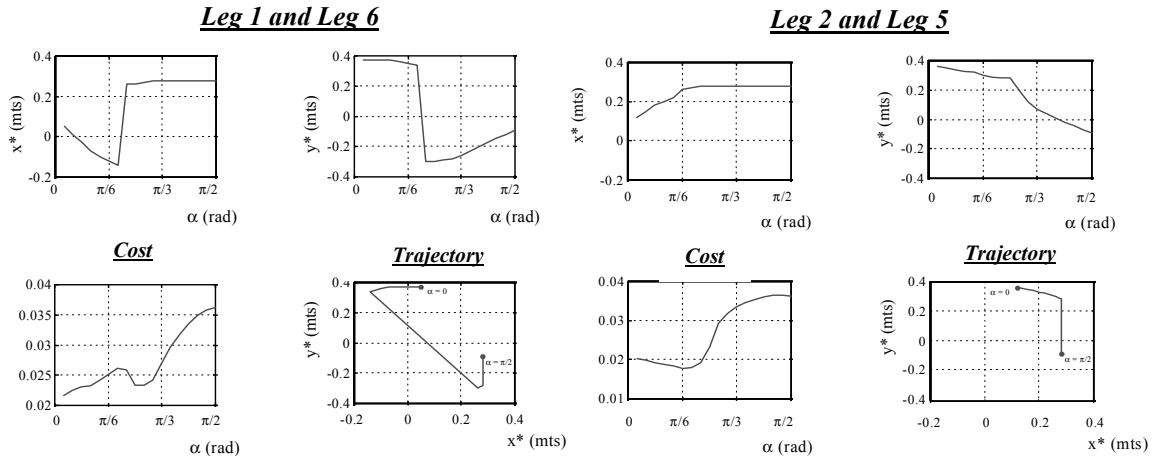 Leg 1 and Leg 6
x* (mts)
0.4
0.2
0
-0.2
0 π/6 π/3 π/2
α (rad)
y* (mts)
0.4
0.2
0
-0.2
-0.4
0 π/6 π/3 π/2
α (rad)
Cost
0.04
0.035
0.03
0.025
0.02
0 π/6 π/3 π/2
α (rad)
Trajectory
y* (mts)
0.4
0.2
0
-0.2
-0.4
α = 0
α = π/2
-0.2 0 0.2 0.4
x* (mts)
Leg 2 and Leg 5
x* (mts)
0.4
0.2
0
-0.2
0 π/6 π/3 π/2
α (rad)
y* (mts)
0.4
0.2
0
-0.2
-0.4
0 π/6 π/3 π/2
α (rad)
Cost
0.04
0.03
0.02
0.01
0 π/6 π/3 π/2
α (rad)
Trajectory
y* (mts)
0.4
0.2
0
-0.2
-0.4
α = 0
α = π/2
-0.2 0 0.2 0.4
x* (mts)